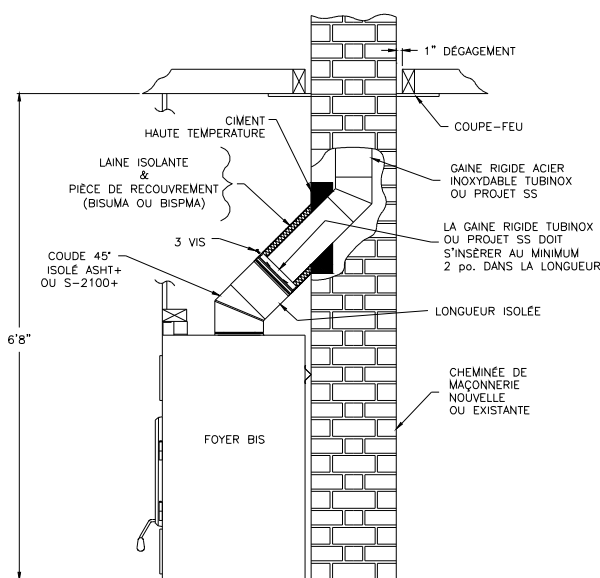 1" DÉGAGEMENT
CIMENT
HAUTE TEMPERATURE
COUPE-FEU
LAINE ISOLANTE
&
PIÈCE DE RECOUVREMENT
(BISUMA OU BISPMA)
GAINE RIGIDE ACIER
INOXYDABLE TUBINOX
OU PROJET SS
3 VIS
LA GAINE RIGIDE TUBINOX
OU PROJET SS DOIT
S'INSÈRER AU MINIMUM
2 po. DANS LA LONGUEUR
COUDE 45°
ISOLÉ ASHT+
OU S-2100+
LONGUEUR ISOLÉE
6'8"
CHEMINÉE DE
MAÇONNERIE
NOUVELLE
OU EXISTANTE
FOYER BIS